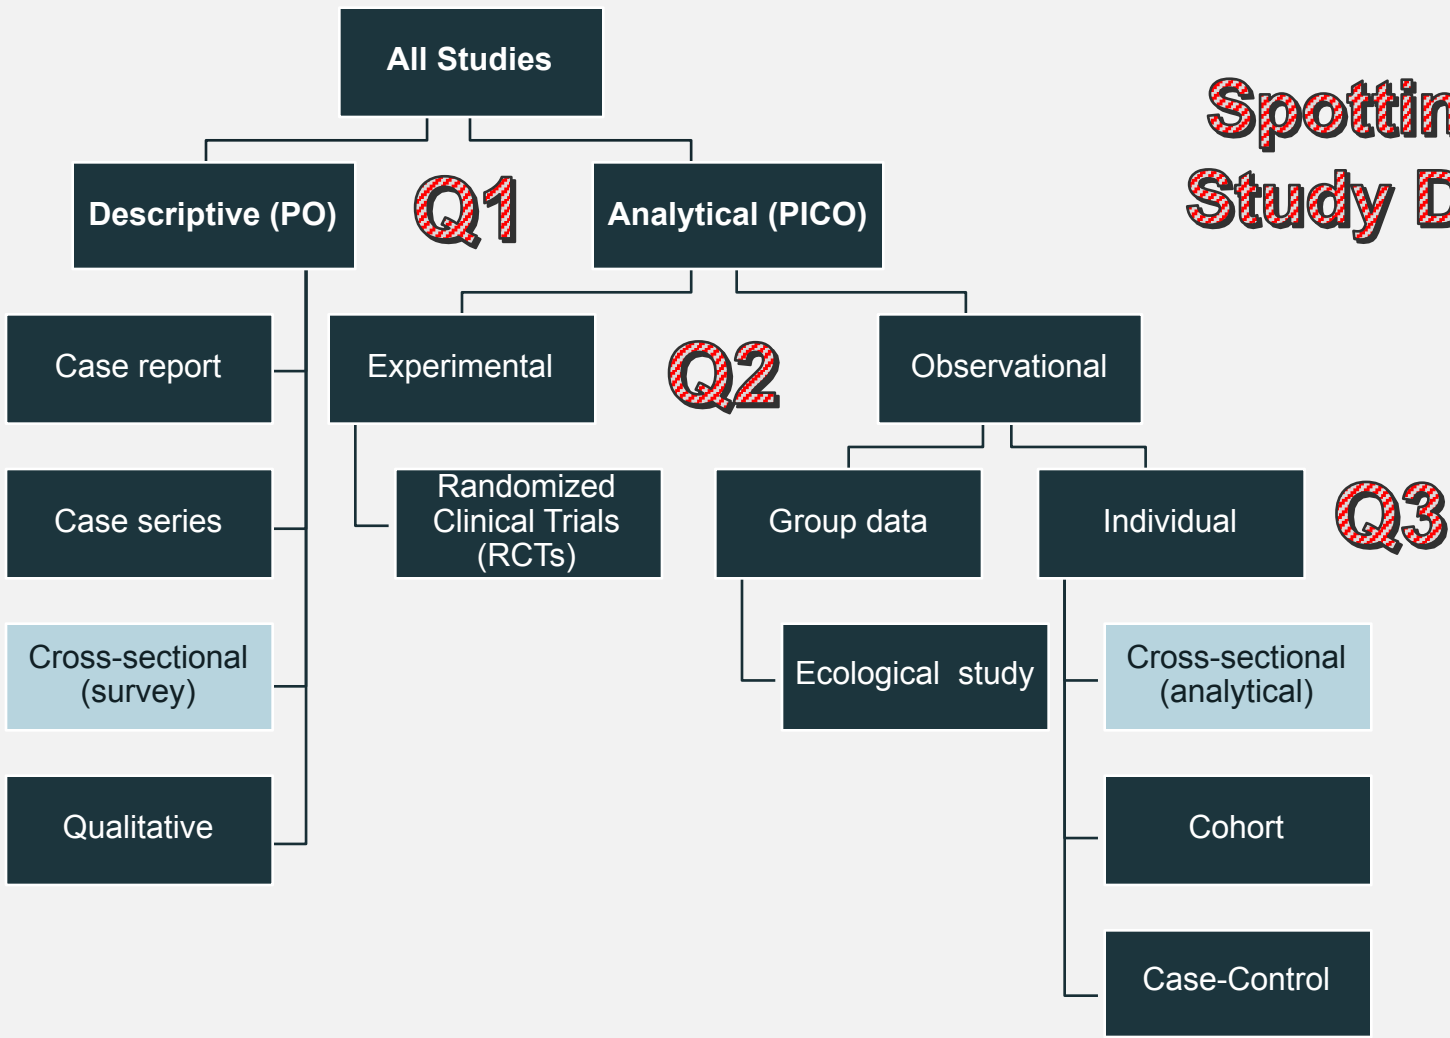 All Studies
Spottin
Study D
Descriptive (PO)
Q1
Analytical (PICO)
Case report
Experimental
Q2
Observational
Case series
Randomized
Clinical Trials
(RCTs)
Group data
Individual
Q3
Cross-sectional
(survey)
Ecological study
Cross-sectional
(analytical)
Qualitative
Cohort
Case-Control